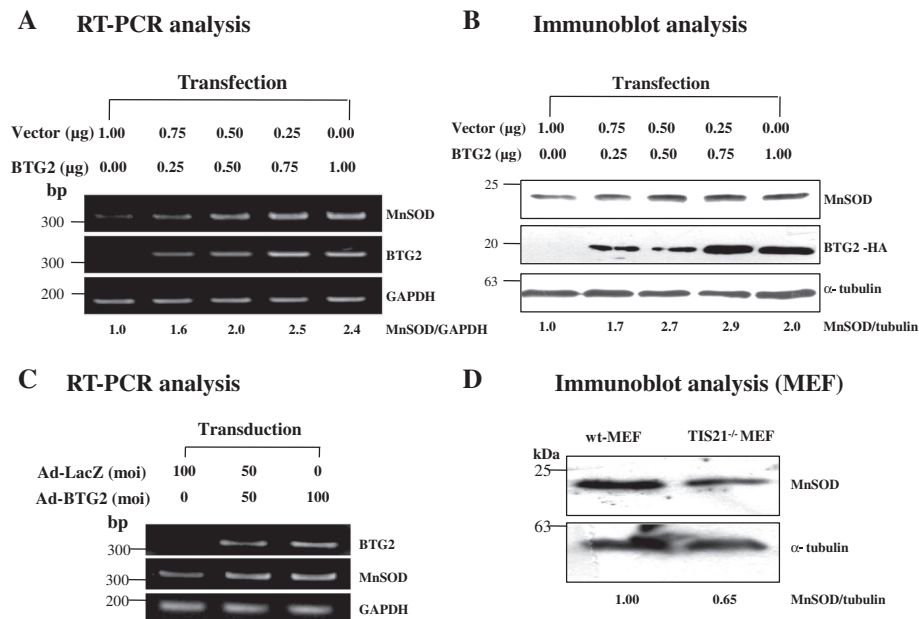 A RT-PCR analysis
Transfection
Vector (μg) 1.00 0.75 0.50 0.25 0.00
BTG2 (μg) 0.00 0.25 0.50 0.75 1.00
bp
300 MnSOD
300 BTG2
200 GAPDH
1.0 1.6 2.0 2.5 2.4 MnSOD/GAPDH
B Immunoblot analysis
Transfection
Vector (μg) 1.00 0.75 0.50 0.25 0.00
BTG2 (μg) 0.00 0.25 0.50 0.75 1.00
25 MnSOD
20 BTG2 -HA
63 α- tubulin
1.0 1.7 2.7 2.9 2.0 MnSOD/tubulin
C RT-PCR analysis
Transduction
Ad-LacZ (moi) 100 50 0
Ad-BTG2 (moi) 0 50 100
bp
300 BTG2
300 MnSOD
200 GAPDH
D Immunoblot analysis (MEF)
wt-MEF TIS21-/- MEF
kDa
25 MnSOD
63 α- tubulin
1.00 0.65 MnSOD/tubulin